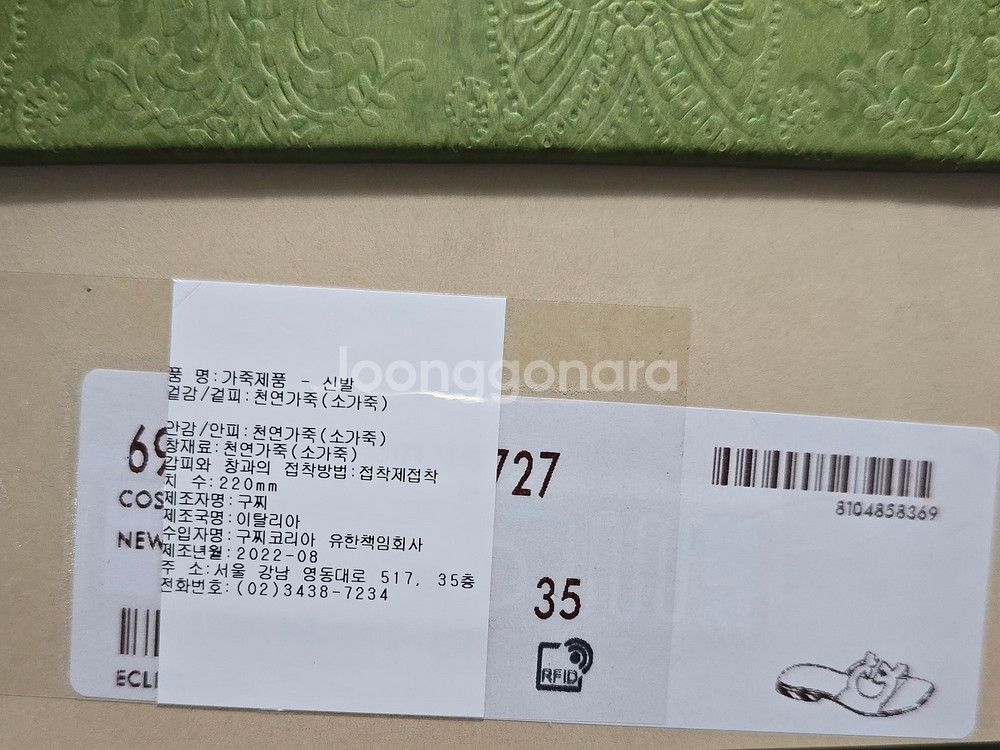 loonggonara
품 명:가죽제품 - 신발
겉감/겉피:천연가죽(소가죽)
안감/안피:천연가죽(소가죽)
창재료:천연가죽(소가죽)
갑피와 창과의 접착방법:접착제접착
치 수:220mm
제조자명:구찌
제조국명:이탈리아
수입자명:구찌코리아 유한책임회사
제조년월:2022-08
주 소:서울 강남 영동대로 517, 35층
전화번호:(02)3438-7234
69
727
COS
NEW
8104858369
35
RFID
ECLI